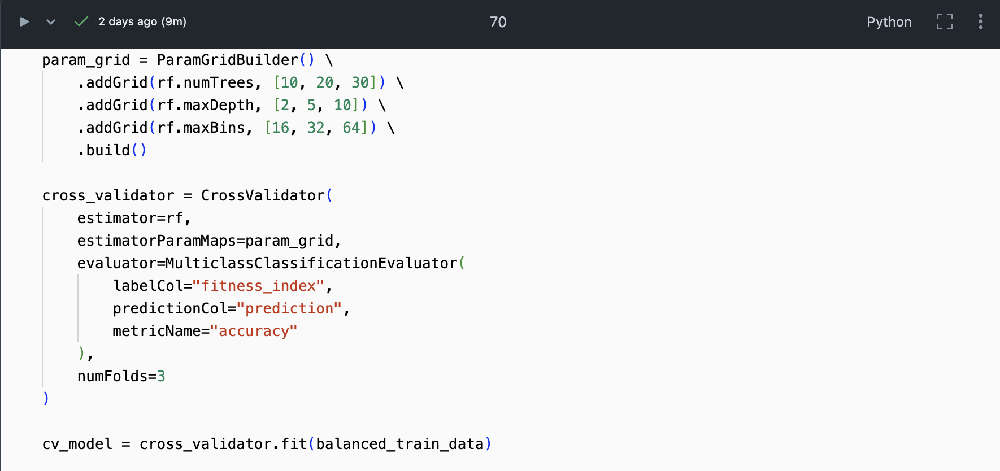 2 days ago (9m) 70 Python
param_grid = ParamGridBuilder() \
    .addGrid(rf.numTrees, [10, 20, 30]) \
    .addGrid(rf.maxDepth, [2, 5, 10]) \
    .addGrid(rf.maxBins, [16, 32, 64]) \
    .build()

cross_validator = CrossValidator(
    estimator=rf,
    estimatorParamMaps=param_grid,
    evaluator=MulticlassClassificationEvaluator(
        labelCol="fitness_index",
        predictionCol="prediction",
        metricName="accuracy"
    ),
    numFolds=3
)

cv_model = cross_validator.fit(balanced_train_data)